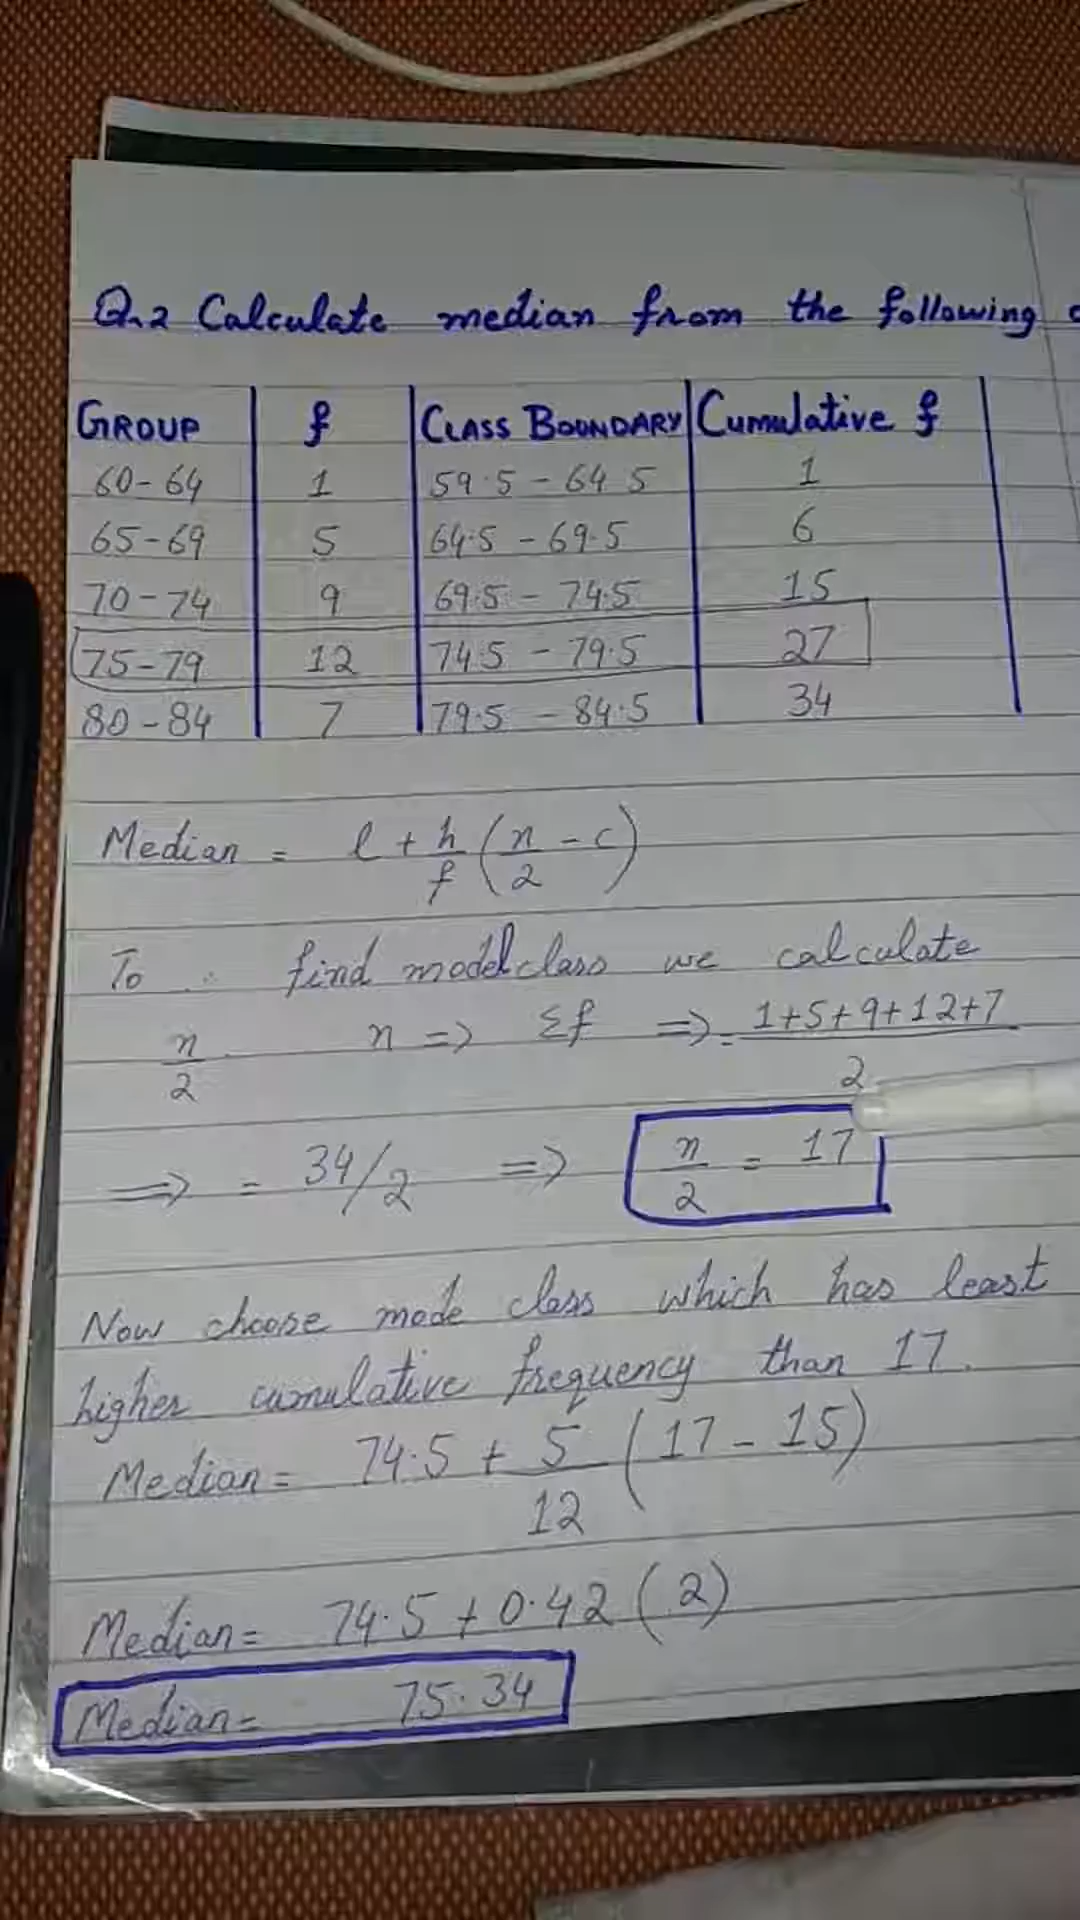 Q.2 Calculate median from the following
GROUP f CLASS BOUNDARY Cumulative f
60-64 1 59.5 - 64 5 1
65-69 5 64.5 - 69.5 6
70-74 9 69.5 - 74.5 15
75-79 12 74.5 - 79.5 27
80-84 7 79.5 - 84.5 34
Median = l + h/f (n/2 - c)
To find model class we calculate
n/2 n => Σf => = 1+5+9+12+7 / 2
=> = 34/2 => n/2 = 17
Now choose mode class which has least
higher cumulative frequency than 17.
Median = 74.5 + 5/12 (17 - 15)
Median = 74.5 + 0.42 (2)
Median = 75.34